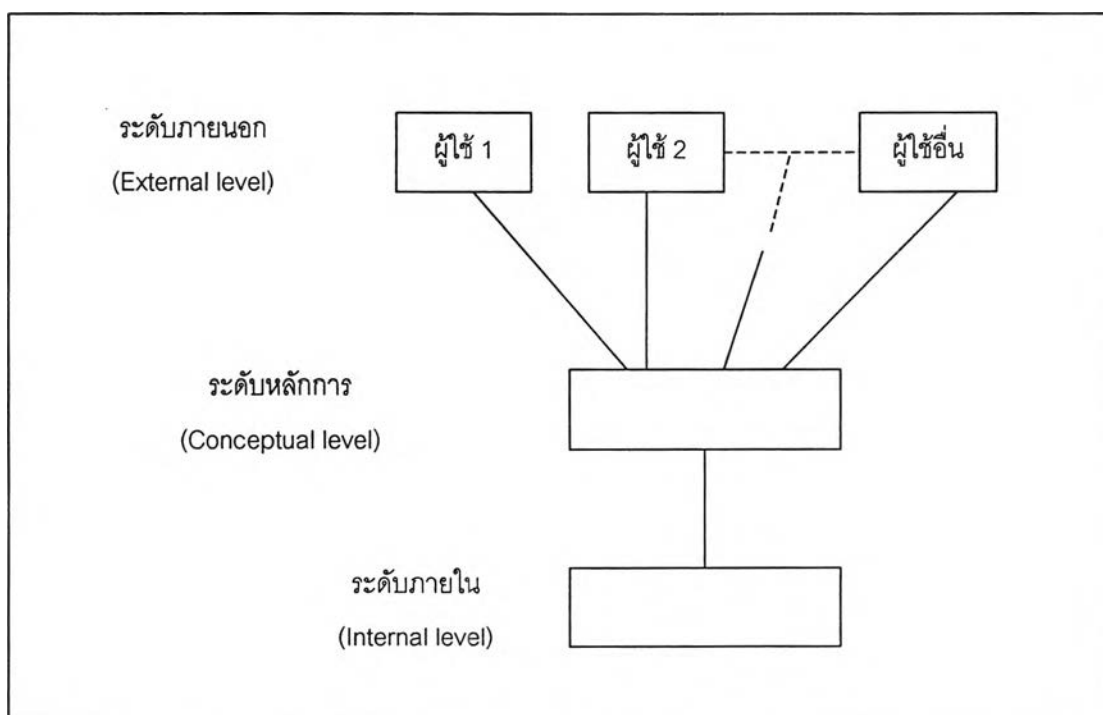 ระดับภายนอก
(External level)
ผู้ใช้ 1
ผู้ใช้ 2
ผู้ใช้อื่น
ระดับหลักการ
(Conceptual level)
ระดับภายใน
(Internal level)